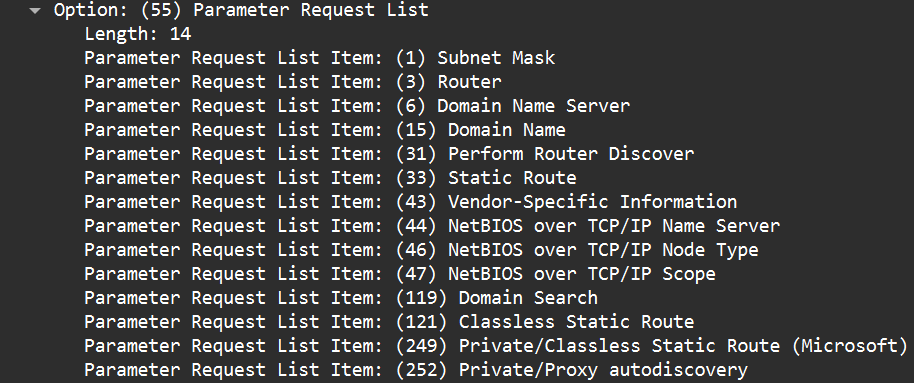 Option: (55) Parameter Request List
Length: 14
Parameter Request List Item: (1) Subnet Mask
Parameter Request List Item: (3) Router
Parameter Request List Item: (6) Domain Name Server
Parameter Request List Item: (15) Domain Name
Parameter Request List Item: (31) Perform Router Discover
Parameter Request List Item: (33) Static Route
Parameter Request List Item: (43) Vendor-Specific Information
Parameter Request List Item: (44) NetBIOS over TCP/IP Name Server
Parameter Request List Item: (46) NetBIOS over TCP/IP Node Type
Parameter Request List Item: (47) NetBIOS over TCP/IP Scope
Parameter Request List Item: (119) Domain Search
Parameter Request List Item: (121) Classless Static Route
Parameter Request List Item: (249) Private/Classless Static Route (Microsoft)
Parameter Request List Item: (252) Private/Proxy autodiscovery